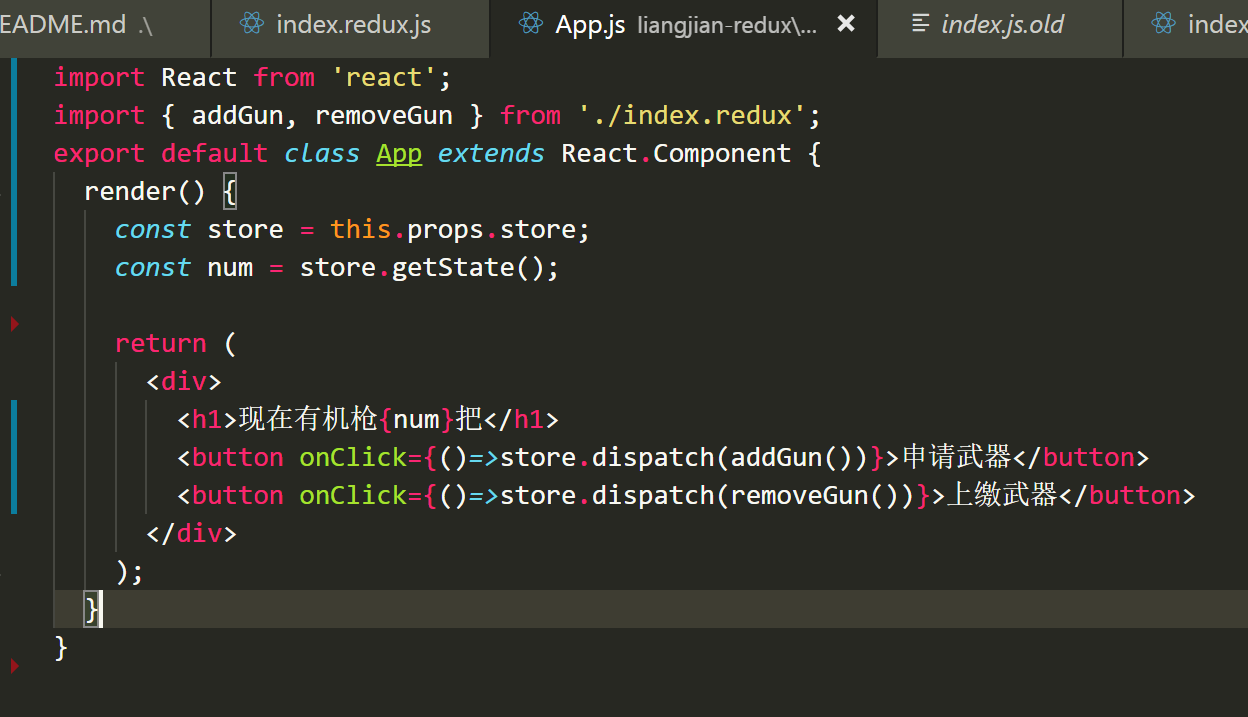 EADME.md .\ index.redux.js App.js liangjian-redux\... index.js.old index
import React from 'react';
import { addGun, removeGun } from './index.redux';
export default class App extends React.Component {
  render() {
    const store = this.props.store;
    const num = store.getState();
    return (
      <div>
        <h1>现在有机枪{num}把</h1>
        <button onClick={()=>store.dispatch(addGun())}>申请武器</button>
        <button onClick={()=>store.dispatch(removeGun())}>上缴武器</button>
      </div>
    );
  }
}